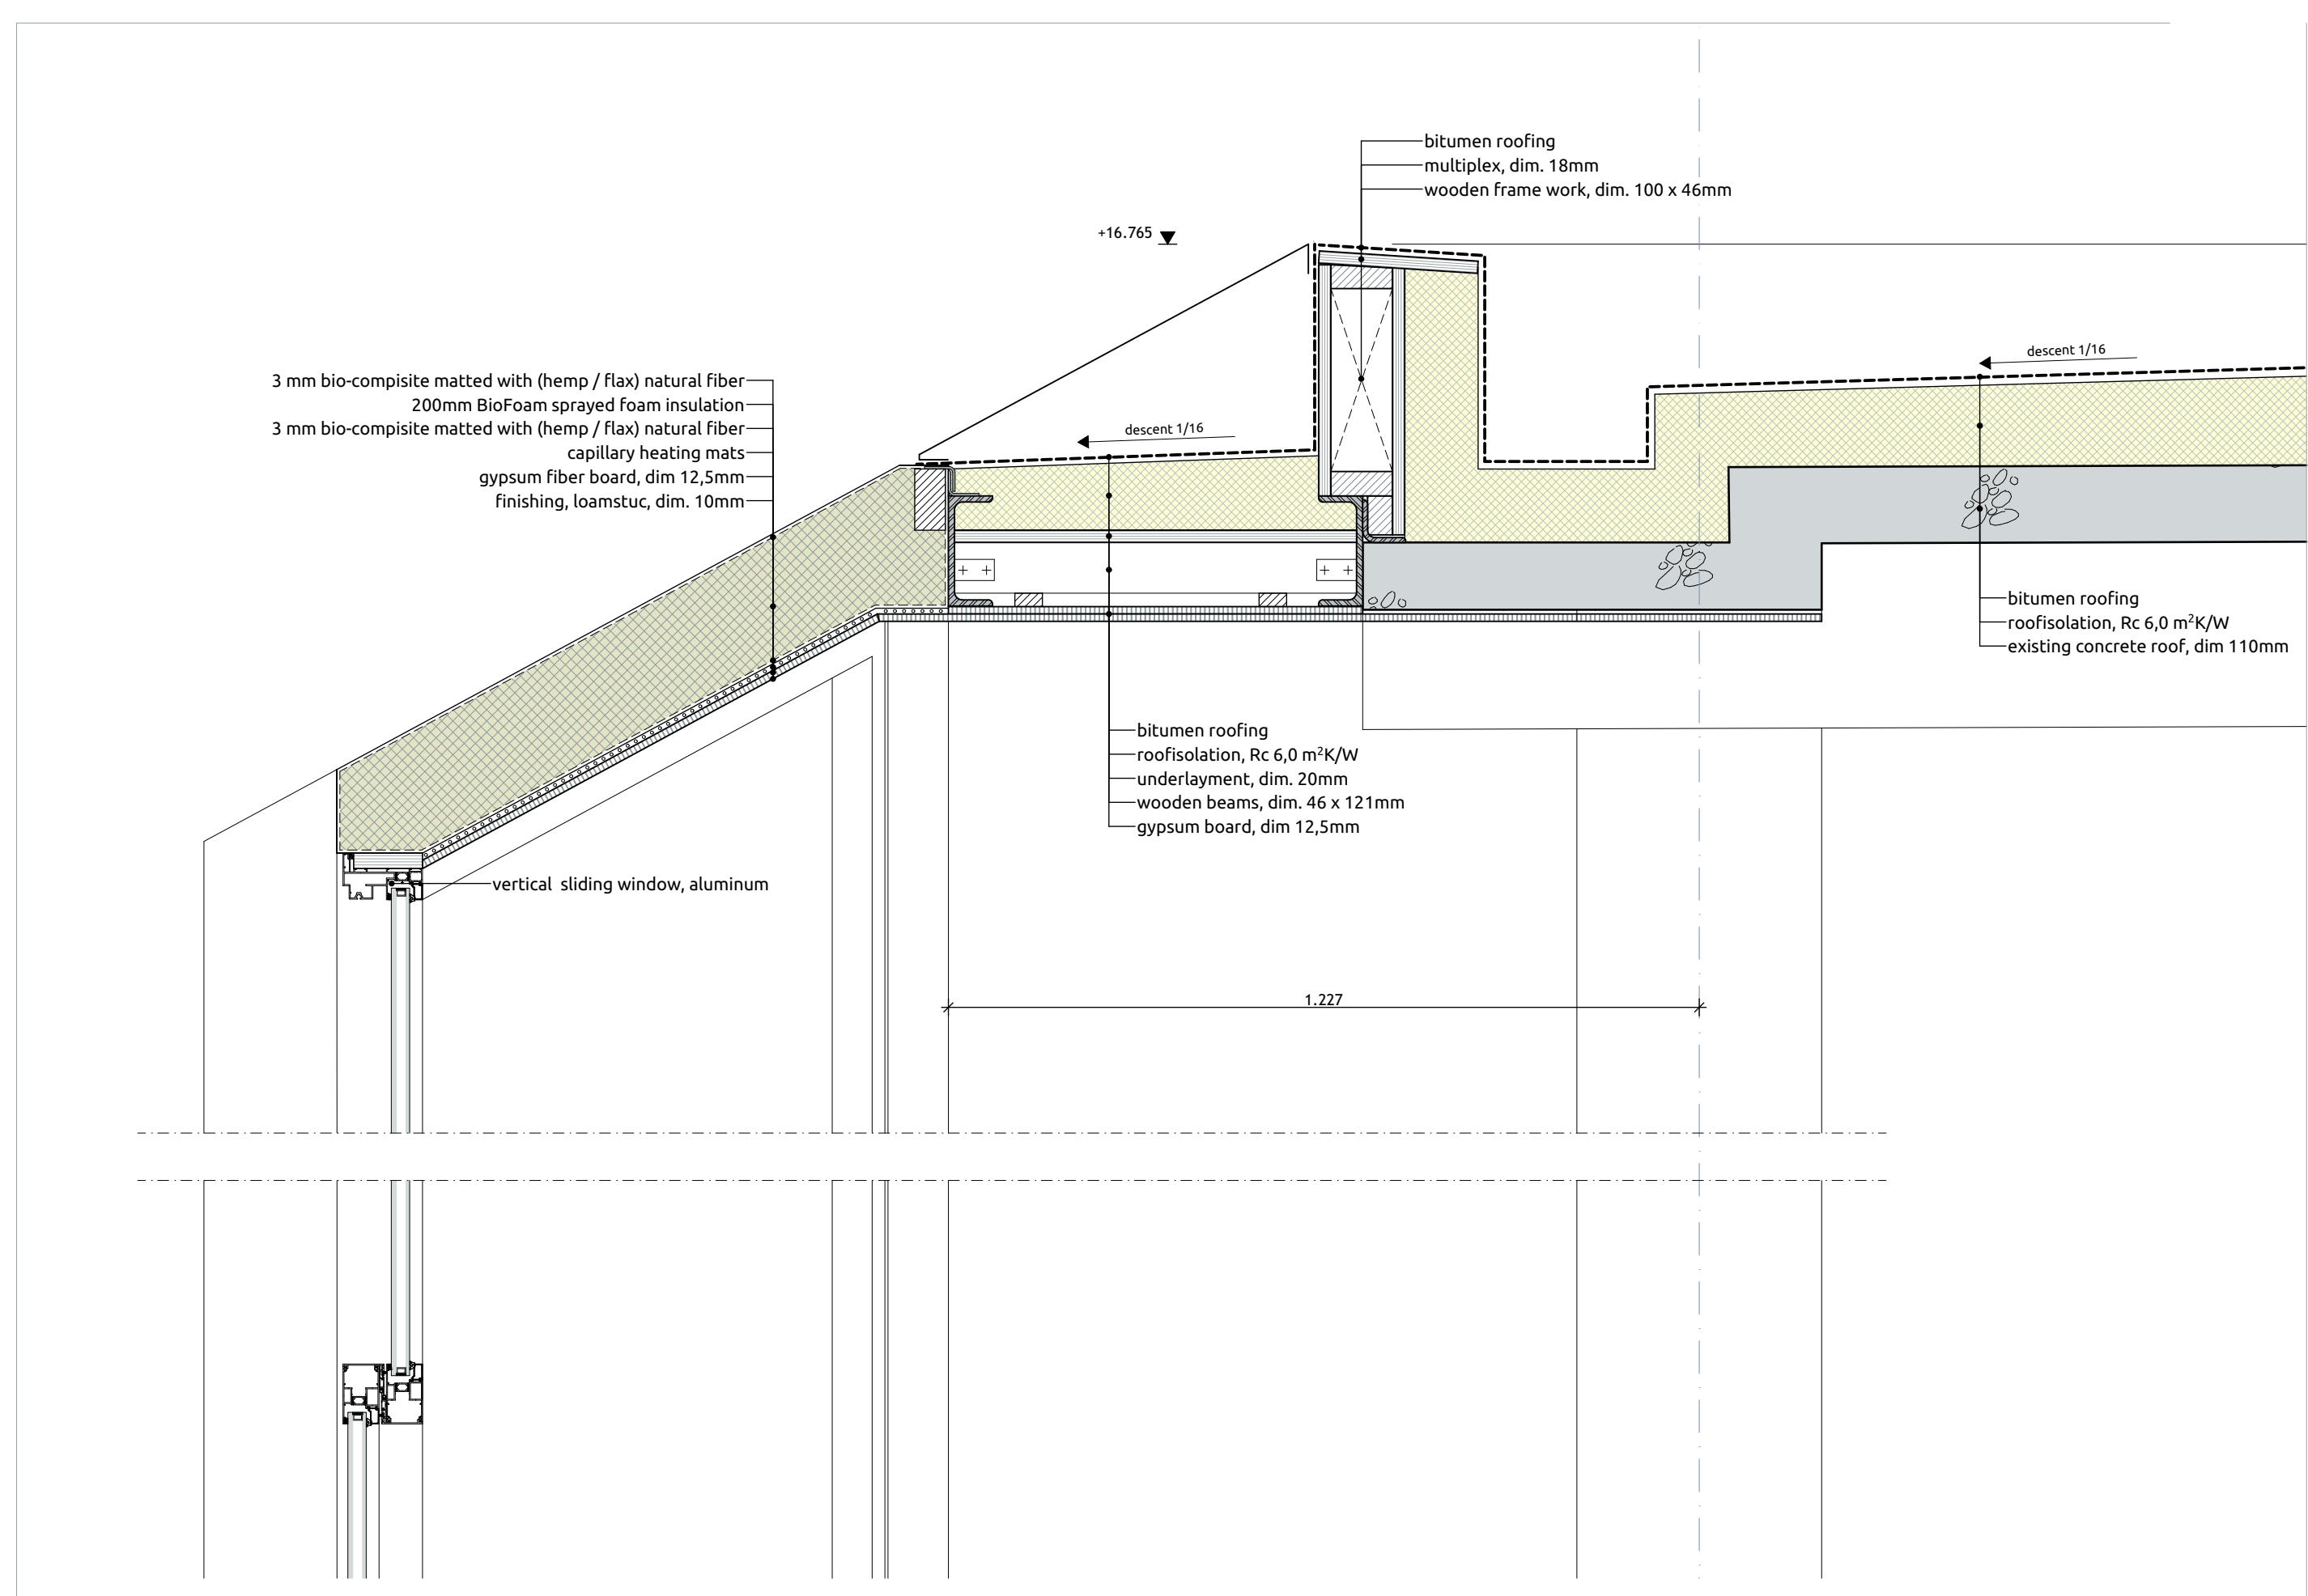 bitumen roofing
multiplex, dim. 18mm
wooden frame work, dim. 100 x 46mm
+16.765
descent 1/16
3 mm bio-compisite matted with (hemp / flax) natural fiber
200mm BioFoam sprayed foam insulation
3 mm bio-compisite matted with (hemp / flax) natural fiber
capillary heating mats
gypsum fiber board, dim 12,5mm
finishing, loamstuc, dim. 10mm
descent 1/16
bitumen roofing
roofisolation, Rc 6,0 m²K/W
existing concrete roof, dim 110mm
bitumen roofing
roofisolation, Rc 6,0 m²K/W
underlayment, dim. 20mm
wooden beams, dim. 46 x 121mm
gypsum board, dim 12,5mm
vertical  sliding window, aluminum
1.227